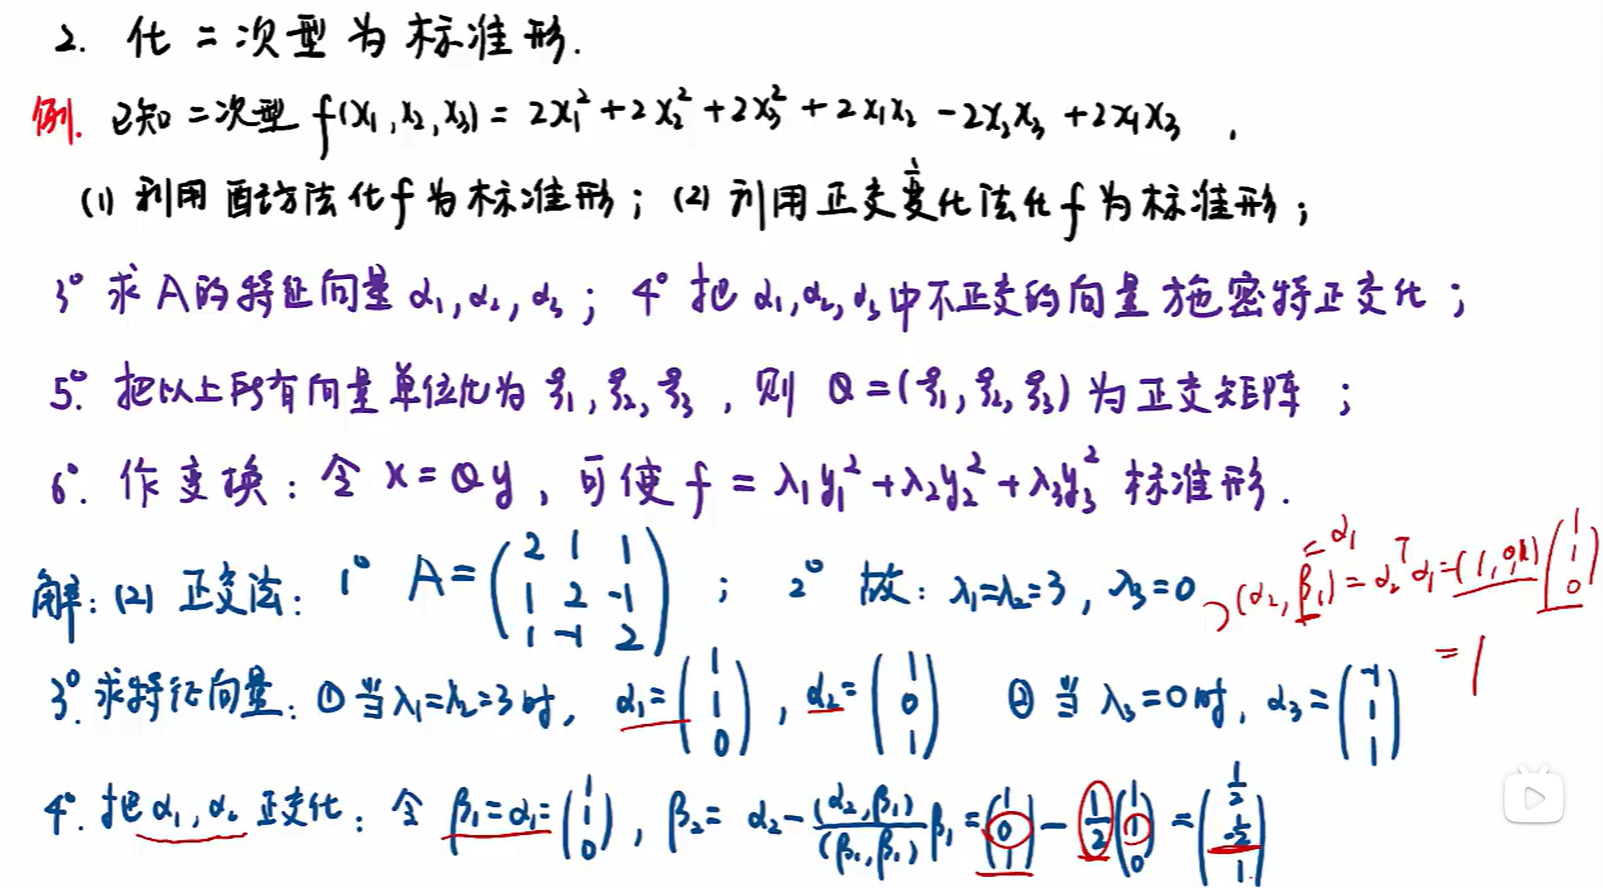 2. 化二次型为标准形.
例. 已知二次型 f(x₁,x₂,x₃) = 2x₁² + 2x₂² + 2x₃² + 2x₁x₂ - 2x₂x₃ + 2x₁x₃ .
(1) 利用配方法化f为标准形; (2) 利用正交变化法化f为标准形;
3° 求A的特征向量 α₁,α₂,α₃; 4° 把 α₁,α₂,α₃中不正交的向量施密特正交化;
5°. 把以上所有向量单位化为 ξ₁,ξ₂,ξ₃, 则 Q=(ξ₁,ξ₂,ξ₃) 为正交矩阵;
6°. 作变换: 令 x=Qy, 可使 f = λ₁y₁²+λ₂y₂²+λ₃y₃² 标准形.
解: (2) 正交法: 1° A = (2 1 1; 1 2 -1; 1 -1 2); 2° 故: λ₁=λ₂=3, λ₃=0
(α₂, β₁) = α₂ᵀα₁ = (1,0,1)(1 1 0)
= α₁
= 1
3°. 求特征向量: ① 当λ₁=λ₂=3时, α₁=(1 1 0), α₂=(1 0 1) ② 当 λ₃=0时, α₃=(-1 1 1)
4°. 把α₁,α₂ 正交化: 令 β₁=α₁=(1 1 0), β₂= α₂-(α₂,β₁)/(β₁,β₁) β₁ = (1 0 1) - 1/2 (1 1 0) = (1/2 -1/2 1)